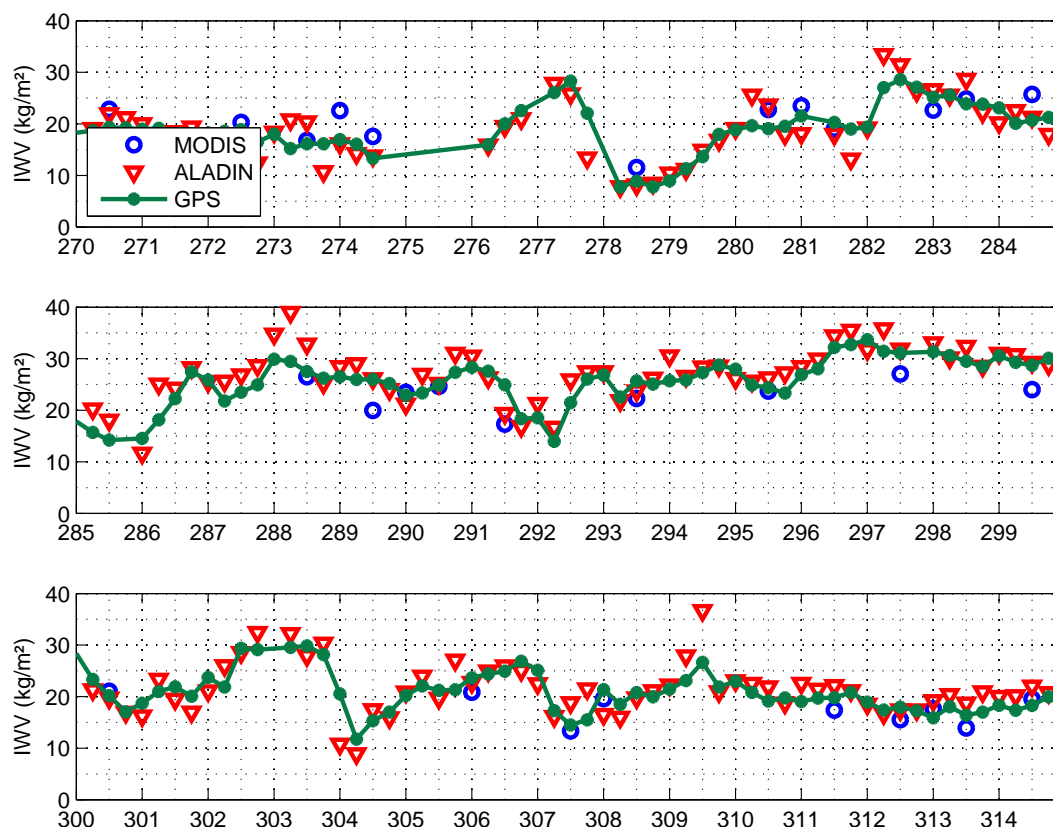 40
30
20
10
0
IWV (kg/m²)
MODIS
ALADIN
GPS
270 271 272 273 274 275 276 277 278 279 280 281 282 283 284
40
30
20
10
0
IWV (kg/m²)
285 286 287 288 289 290 291 292 293 294 295 296 297 298 299
40
30
20
10
0
IWV (kg/m²)
300 301 302 303 304 305 306 307 308 309 310 311 312 313 314